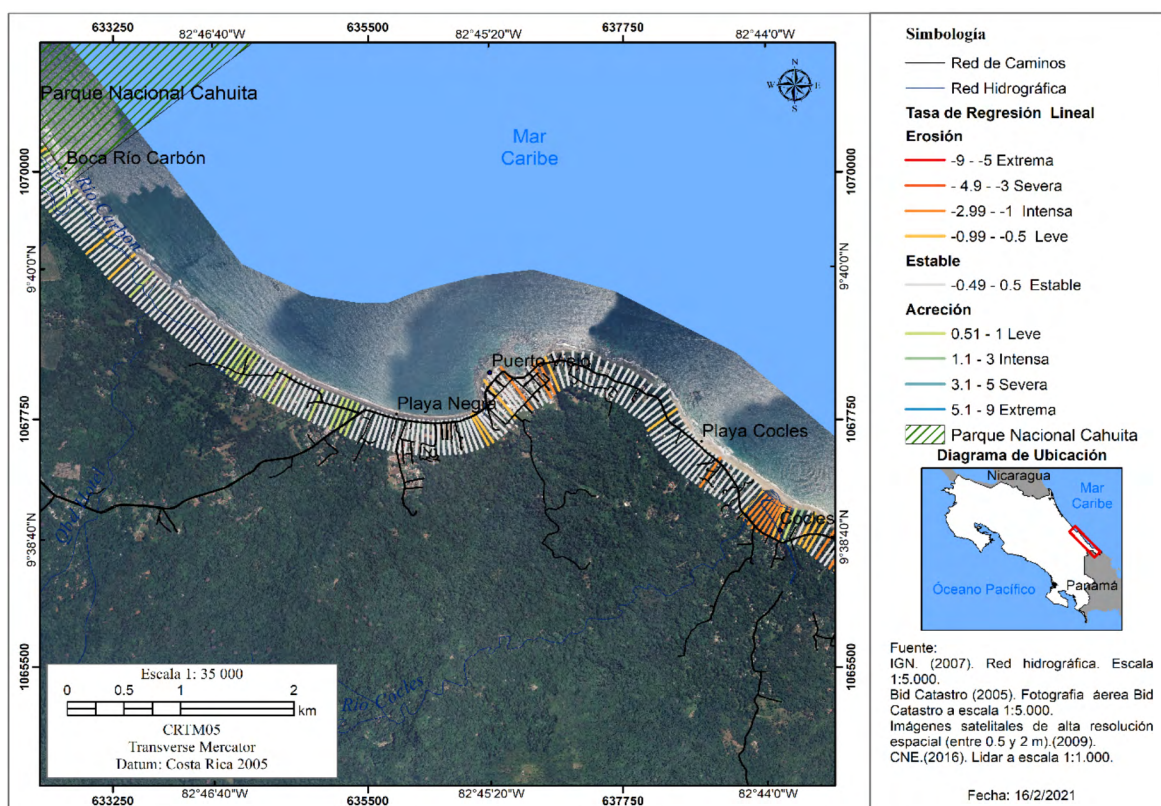 633250
635500
637750
82°46'40"W
82°45'20"W
82°44'0"W
1070000
1067750
1065500
9°40'0"N
9°38'40"N
Parque Nacional Cahuita
Boca Río Carbón
Río Carbón
Mar
Caribe
N
W
E
S
Puerto Viejo
Playa Negra
Playa Cocles
Cocles
Río Cocles
Escala 1: 35 000
0 0.5 1 2
km
CRTM05
Transverse Mercator
Datum: Costa Rica 2005
1070000
1067750
1065500
9°40'0"N
9°38'40"N
633250
635500
637750
82°46'40"W
82°45'20"W
82°44'0"W
Simbología
Red de Caminos
Red Hidrográfica
Tasa de Regresión Lineal
Erosión
-9 - -5 Extrema
- 4.9 - -3 Severa
-2.99 - -1 Intensa
-0.99 - -0.5 Leve
Estable
-0.49 - 0.5 Estable
Acreción
0.51 - 1 Leve
1.1 - 3 Intensa
3.1 - 5 Severa
5.1 - 9 Extrema
Parque Nacional Cahuita
Diagrama de Ubicación
Nicaragua
Mar
Caribe
Panamá
Óceano Pacífico
Fuente:
IGN. (2007). Red hidrográfica. Escala
1:5.000.
Bid Catastro (2005). Fotografia áerea Bid
Catastro a escala 1:5.000.
Imágenes satelitales de alta resolución
espacial (entre 0.5 y 2 m).(2009).
CNE.(2016). Lidar a escala 1:1.000.
Fecha: 16/2/2021